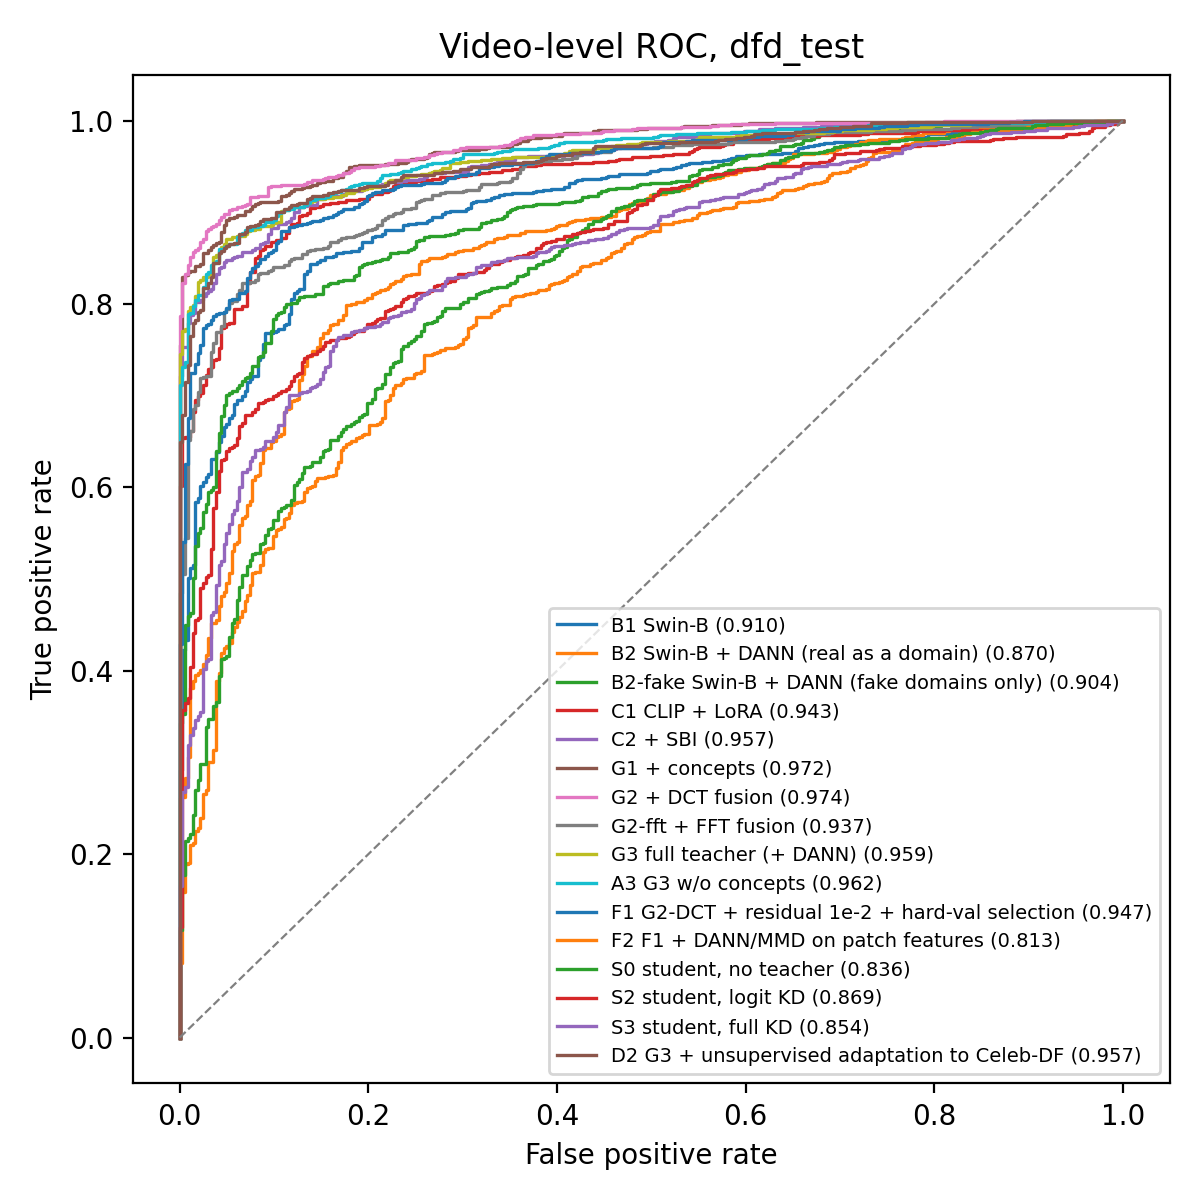 Video-level ROC, dfd_test
True positive rate
1.0
0.8
0.6
0.4
0.2
0.0
B1 Swin-B (0.910)
B2 Swin-B + DANN (real as a domain) (0.870)
B2-fake Swin-B + DANN (fake domains only) (0.904)
C1 CLIP + LoRA (0.943)
C2 + SBI (0.957)
G1 + concepts (0.972)
G2 + DCT fusion (0.974)
G2-fft + FFT fusion (0.937)
G3 full teacher (+ DANN) (0.959)
A3 G3 w/o concepts (0.962)
F1 G2-DCT + residual 1e-2 + hard-val selection (0.947)
F2 F1 + DANN/MMD on patch features (0.813)
S0 student, no teacher (0.836)
S2 student, logit KD (0.869)
S3 student, full KD (0.854)
D2 G3 + unsupervised adaptation to Celeb-DF (0.957)
0.0 0.2 0.4 0.6 0.8 1.0
False positive rate